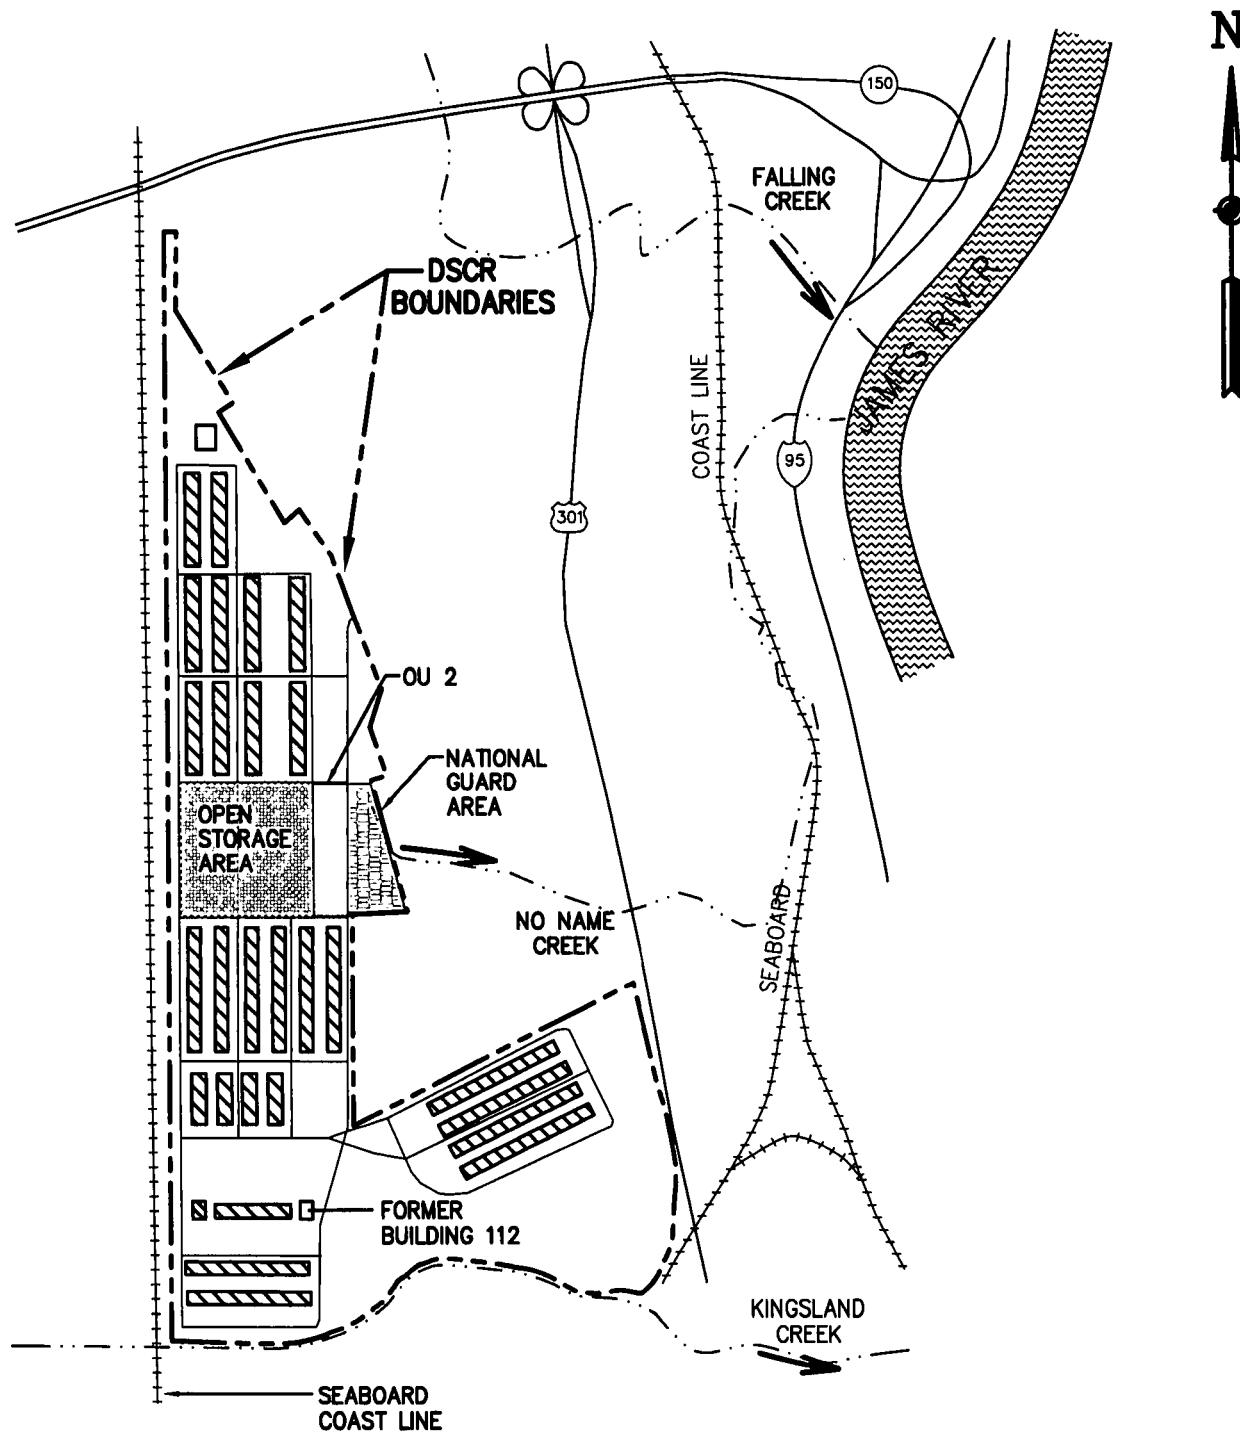 N
150
FALLING
CREEK
DSCR
BOUNDARIES
JAMES RIVER
COAST LINE
95
301
OU 2
NATIONAL
GUARD
AREA
OPEN
STORAGE
AREA
NO NAME
CREEK
SEABOARD
FORMER
BUILDING 112
KINGSLAND
CREEK
SEABOARD
COAST LINE